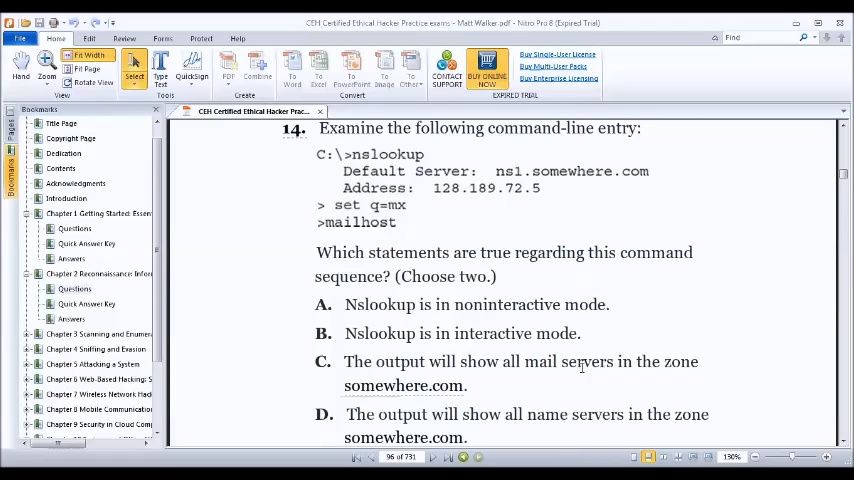 CEH Certified Ethical Hacker Practice exams - Matt Walker.pdf - Nitro Pro 8 (Expired Trial)
File Home Edit Review Forms Protect Help Find
Hand Zoom Fit Width Fit Page Rotate View
View
Select Type Text QuickSign
Tools
PDF Combine
Create
To Word To Excel To PowerPoint To Image To Other
Convert
CONTACT SUPPORT BUY ONLINE NOW
Buy Single-User License
Buy Multi-User Packs
Buy Enterprise Licensing
EXPIRED TRIAL
Pages
Bookmarks
Bookmarks
Title Page
Copyright Page
Dedication
Contents
Acknowledgments
Introduction
Chapter 1 Getting Started: Essen
Questions
Quick Answer Key
Answers
Chapter 2 Reconnaissance: Inform
Questions
Quick Answer Key
Answers
Chapter 3 Scanning and Enumera
Chapter 4 Sniffing and Evasion
Chapter 5 Attacking a System
Chapter 6 Web-Based Hacking: S
Chapter 7 Wireless Network Hack
Chapter 8 Mobile Communication
Chapter 9 Security in Cloud Comp
CEH Certified Ethical Hacker Prac...
14. Examine the following command-line entry:
C:\>nslookup
Default Server: ns1.somewhere.com
Address: 128.189.72.5
> set q=mx
>mailhost
Which statements are true regarding this command
sequence? (Choose two.)
A. Nslookup is in noninteractive mode.
B. Nslookup is in interactive mode.
C. The output will show all mail servers in the zone
somewhere.com.
D. The output will show all name servers in the zone
somewhere.com.
96 of 731
130%